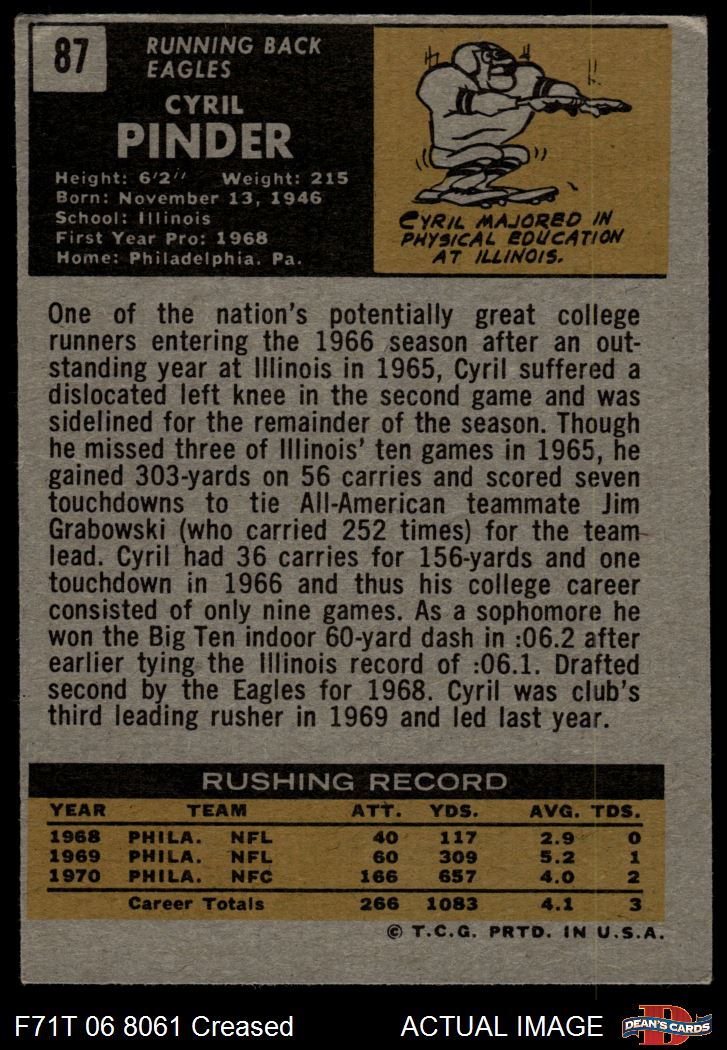 87
RUNNING BACK
EAGLES
CYRIL
PINDER
Height: 6'2" Weight: 215
Born: November 13, 1946
School: Illinois
First Year Pro: 1968
Home: Philadelphia, Pa.
CYRIL MAJORED IN
PHYSICAL EDUCATION
AT ILLINOIS.
One of the nation's potentially great college
runners entering the 1966 season after an out-
standing year at Illinois in 1965, Cyril suffered a
dislocated left knee in the second game and was
sidelined for the remainder of the season. Though
he missed three of Illinois' ten games in 1965, he
gained 303-yards on 56 carries and scored seven
touchdowns to tie All-American teammate Jim
Grabowski (who carried 252 times) for the team
lead. Cyril had 36 carries for 156-yards and one
touchdown in 1966 and thus his college career
consisted of only nine games. As a sophomore he
won the Big Ten indoor 60-yard dash in :06.2 after
earlier tying the Illinois record of :06.1. Drafted
second by the Eagles for 1968. Cyril was club's
third leading rusher in 1969 and led last year.
RUSHING RECORD
YEAR TEAM ATT. YDS. AVG. TDS.
1968 PHILA. NFL 40 117 2.9 0
1969 PHILA. NFL 60 309 5.2 1
1970 PHILA. NFC 166 657 4.0 2
Career Totals 266 1083 4.1 3
© T.C.G. PRTD. IN U.S.A.
F71T 06 8061 Creased ACTUAL IMAGE
D
DEAN'S CARDS